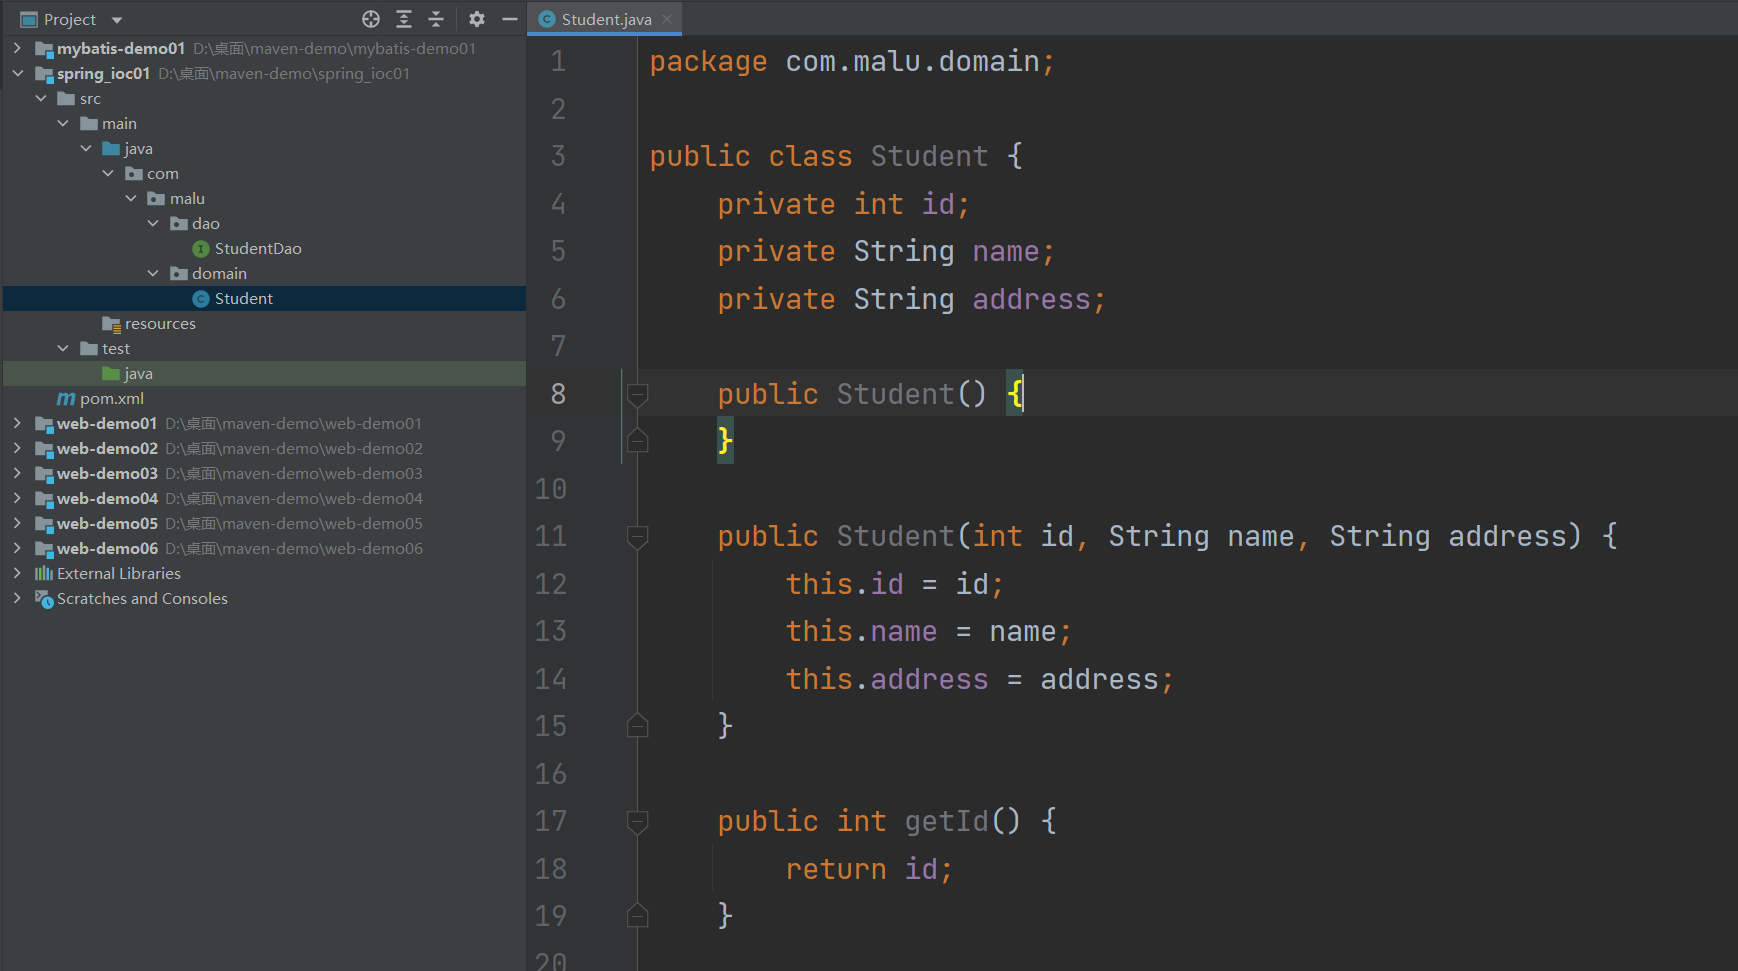 Project
mybatis-demo01 D:\桌面\maven-demo\mybatis-demo01
spring_ioc01 D:\桌面\maven-demo\spring_ioc01
src
main
java
com
malu
dao
StudentDao
domain
Student
resources
test
java
pom.xml
web-demo01 D:\桌面\maven-demo\web-demo01
web-demo02 D:\桌面\maven-demo\web-demo02
web-demo03 D:\桌面\maven-demo\web-demo03
web-demo04 D:\桌面\maven-demo\web-demo04
web-demo05 D:\桌面\maven-demo\web-demo05
web-demo06 D:\桌面\maven-demo\web-demo06
External Libraries
Scratches and Consoles
Student.java
1 package com.malu.domain;
2
3 public class Student {
4 private int id;
5 private String name;
6 private String address;
7
8 public Student() {
9 }
10
11 public Student(int id, String name, String address) {
12 this.id = id;
13 this.name = name;
14 this.address = address;
15 }
16
17 public int getId() {
18 return id;
19 }
20